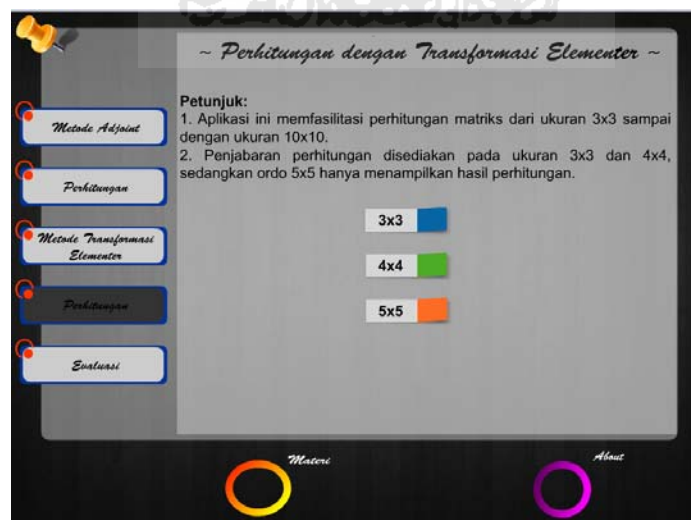 ~ Perhitungan dengan Transformasi Elementer ~
Petunjuk:
1. Aplikasi ini memfasilitasi perhitungan matriks dari ukuran 3x3 sampai
dengan ukuran 10x10.
2. Penjabaran perhitungan disediakan pada ukuran 3x3 dan 4x4,
sedangkan ordo 5x5 hanya menampilkan hasil perhitungan.
3x3
4x4
5x5
Metode Adjoint
Perhitungan
Metode Transformasi
Elementer
Perhitungan
Evaluasi
Materi
About